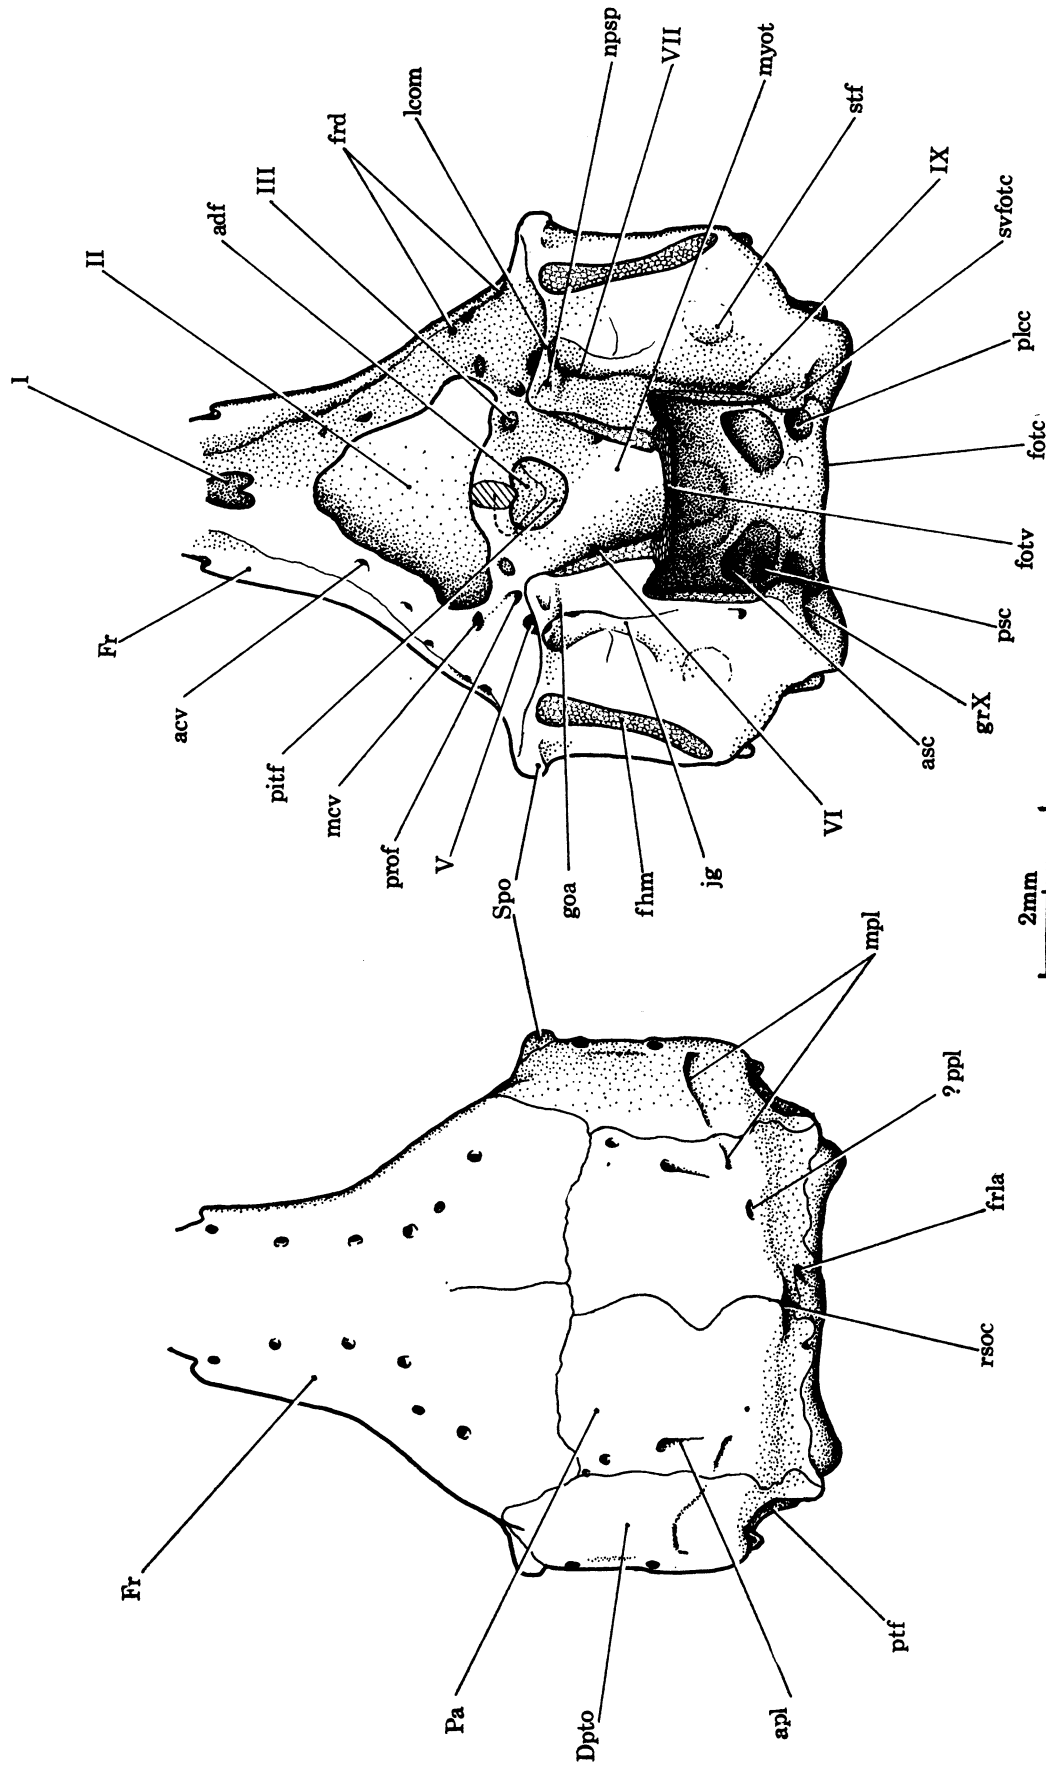 I
II
adf
III
frd
lcom
npsp
VII
myot
stf
IX
svfotc
plcc
fotc
fotv
psc
grX
asc
VI
jg
fhm
goa
Spo
V
prof
mcv
pitf
acv
Fr
2mm
mpl
?ppl
frla
rsoc
ptf
apl
Dpto
Pa
Fr